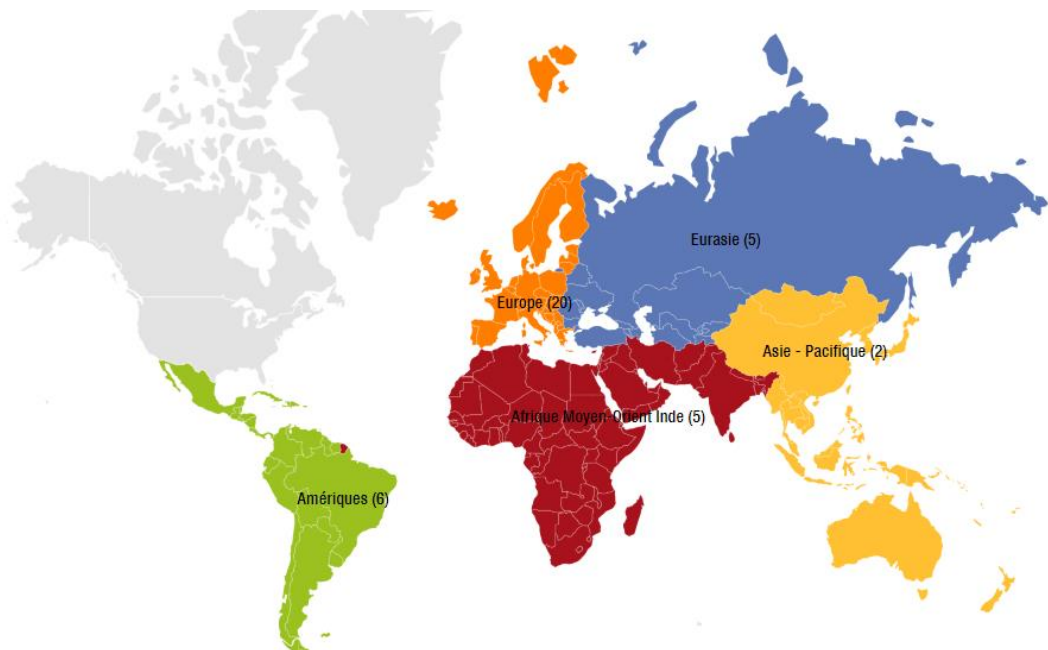 Eurasie (5)
Europe (20)
Asie - Pacifique (2)
Afrique Moyen-Orient Inde (5)
Amériques (6)